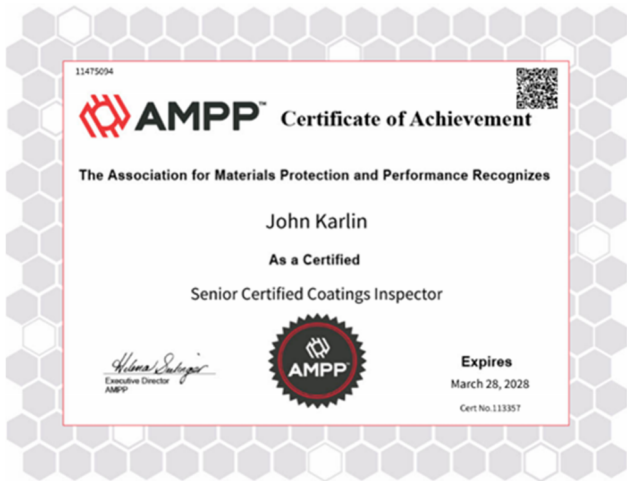 11475094
AMPP™ Certificate of Achievement
The Association for Materials Protection and Performance Recognizes
John Karlin
As a Certified
Senior Certified Coatings Inspector
AMPP
Executive Director
AMPP
Expires
March 28, 2028
Cert No.113357